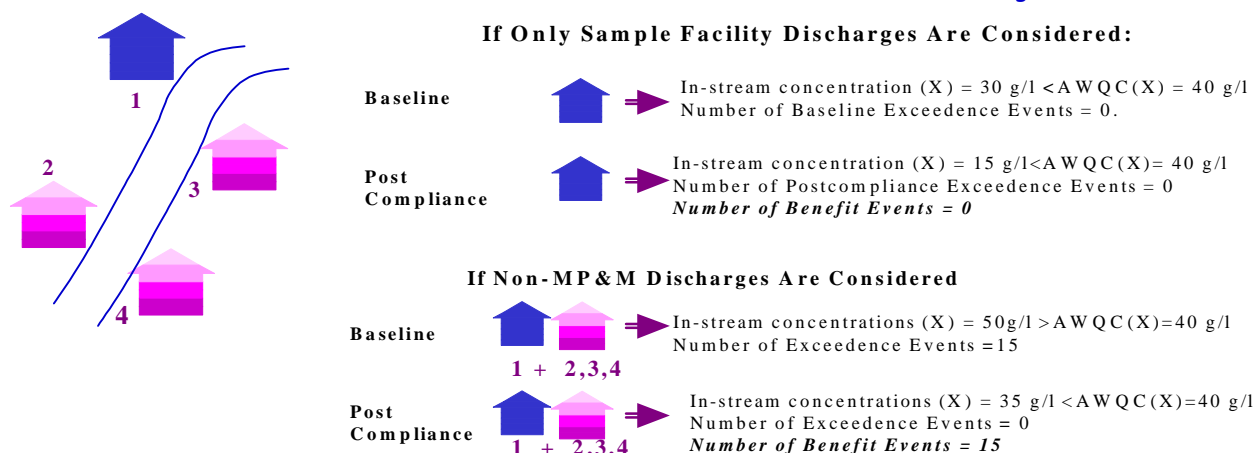 If Only Sample Facility Discharges Are Considered:
1
2
3
4
Baseline
In-stream concentration (X) = 30 g/l <AWQC(X) = 40 g/l
Number of Baseline Exceedence Events = 0.
Post
Compliance
In-stream concentration (X) = 15 g/l<AWQC(X)= 40 g/l
Number of Postcompliance Exceedence Events = 0
Number of Benefit Events = 0
If Non-MP&M Discharges Are Considered
Baseline
1 + 2,3,4
In-stream concentrations (X) = 50g/l >AWQC(X)=40 g/l
Number of Exceedence Events =15
Post
Compliance
1 + 2,3,4
In-stream concentrations (X) = 35 g/l <AWQC(X)=40 g/l
Number of Exceedence Events = 0
Number of Benefit Events = 15